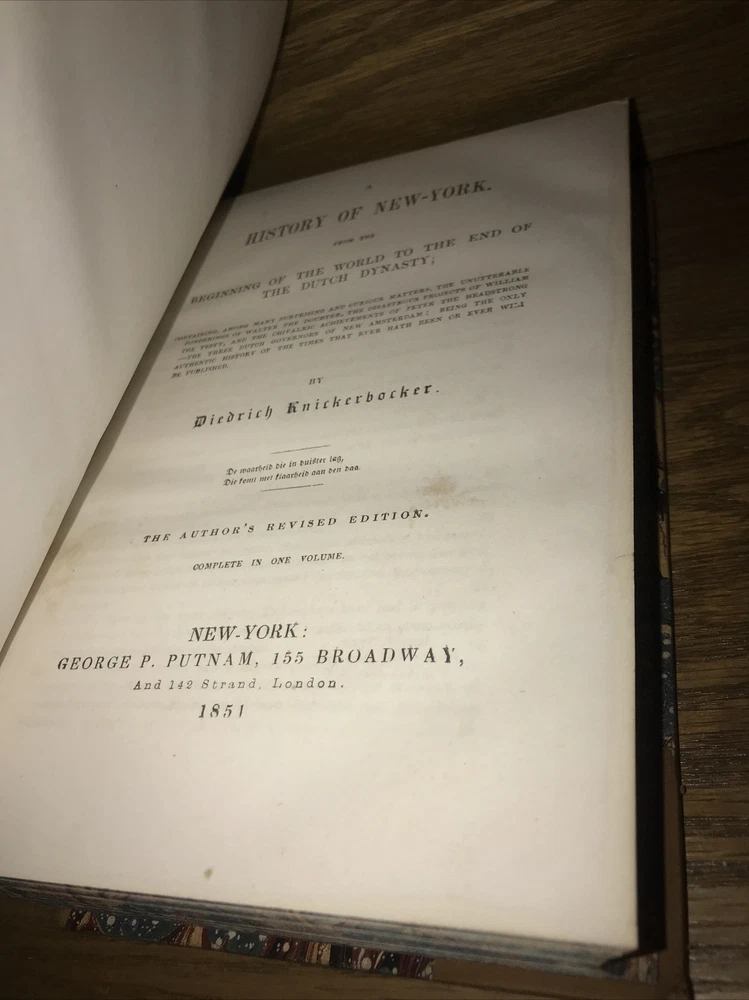 A
HISTORY OF NEW-YORK.
FROM THE
BEGINNING OF THE WORLD TO THE END OF
THE DUTCH DYNASTY;
CONTAINING, AMONG MANY SURPRISING AND CURIOUS MATTERS, THE UNUTTERABLE
PONDERINGS OF WALTER THE DOUBTER, THE DISASTROUS PROJECTS OF WILLIAM
THE TESTY, AND THE CHIVALRIC ACHIEVEMENTS OF PETER THE HEADSTRONG
—THE THREE DUTCH GOVERNORS OF NEW AMSTERDAM: BEING THE ONLY
AUTHENTIC HISTORY OF THE TIMES THAT EVER HATH BEEN OR EVER WILL
BE PUBLISHED.
BY
Diedrich Knickerbocker.
De waarheid die in duister lag,
Die komt met klaarheid aan den dag.
THE AUTHOR'S REVISED EDITION.
COMPLETE IN ONE VOLUME.
NEW-YORK:
GEORGE P. PUTNAM, 155 BROADWAY,
And 142 Strand, London.
1851